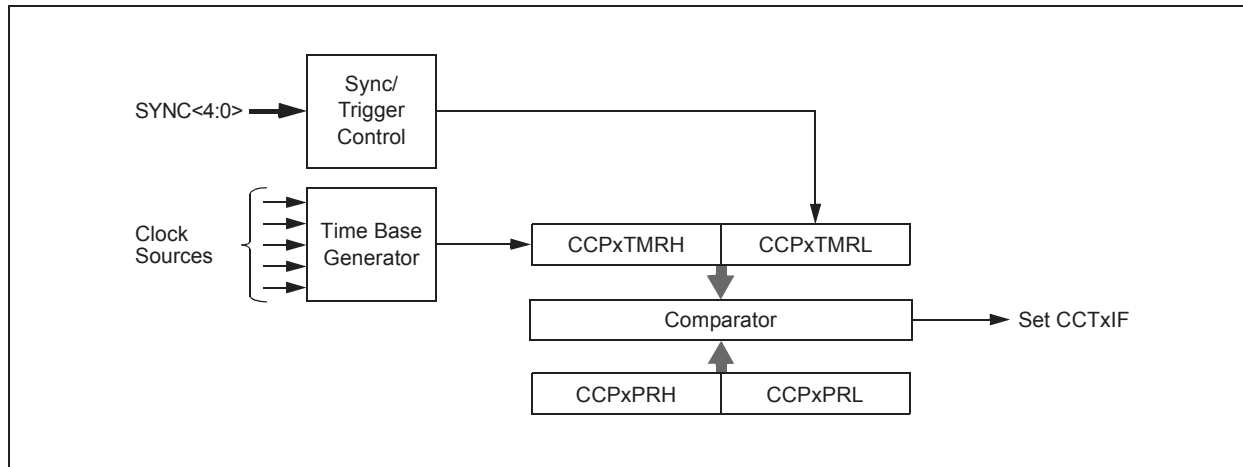 SYNC<4:0>
Sync/
Trigger
Control
Clock
Sources
Time Base
Generator
CCPxTMRH
CCPxTMRL
Comparator
Set CCTxIF
CCPxPRH
CCPxPRL